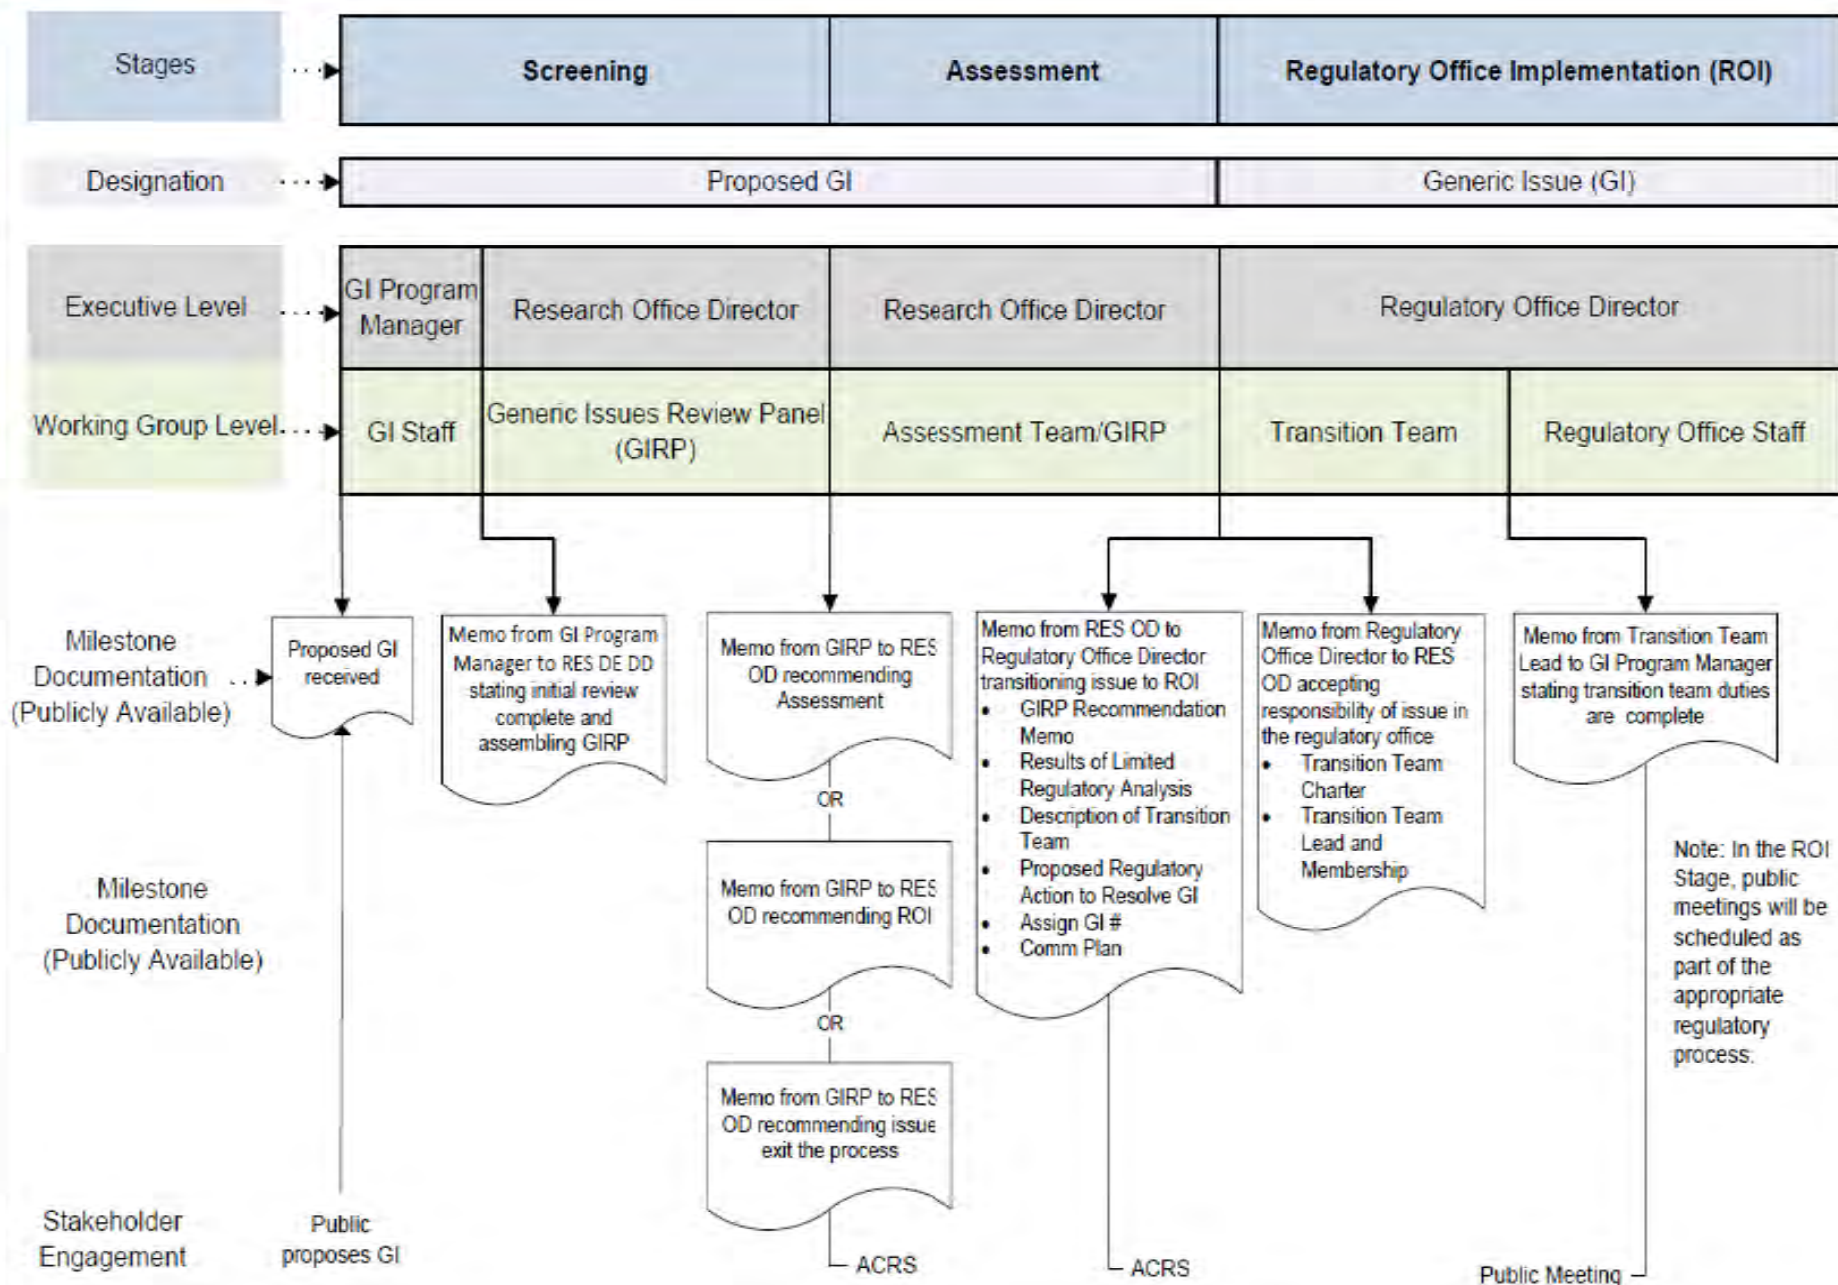 Stages
Screening
Assessment
Regulatory Office Implementation (ROI)
Designation
Proposed GI
Generic Issue (GI)
Executive Level
GI Program
Manager
Research Office Director
Research Office Director
Regulatory Office Director
Working Group Level
GI Staff
Generic Issues Review Panel
(GIRP)
Assessment Team/GIRP
Transition Team
Regulatory Office Staff
Milestone
Documentation
(Publicly Available)
Proposed GI
received
Memo from GI Program
Manager to RES DE DD
stating initial review
complete and
assembling GIRP
Memo from GIRP to RES
OD recommending
Assessment
OR
Memo from GIRP to RES
OD recommending ROI
OR
Memo from GIRP to RES
OD recommending issue
exit the process
Memo from RES OD to
Regulatory Office Director
transitioning issue to ROI
• GIRP Recommendation
Memo
• Results of Limited
Regulatory Analysis
• Description of Transition
Team
• Proposed Regulatory
Action to Resolve GI
• Assign GI #
• Comm Plan
Memo from Regulatory
Office Director to RES
OD accepting
responsibility of issue in
the regulatory office
• Transition Team
Charter
• Transition Team
Lead and
Membership
Memo from Transition Team
Lead to GI Program Manager
stating transition team duties
are complete
Note: In the ROI
Stage, public
meetings will be
scheduled as
part of the
appropriate
regulatory
process.
Milestone
Documentation
(Publicly Available)
Stakeholder
Engagement
Public
proposes GI
ACRS
ACRS
Public Meeting